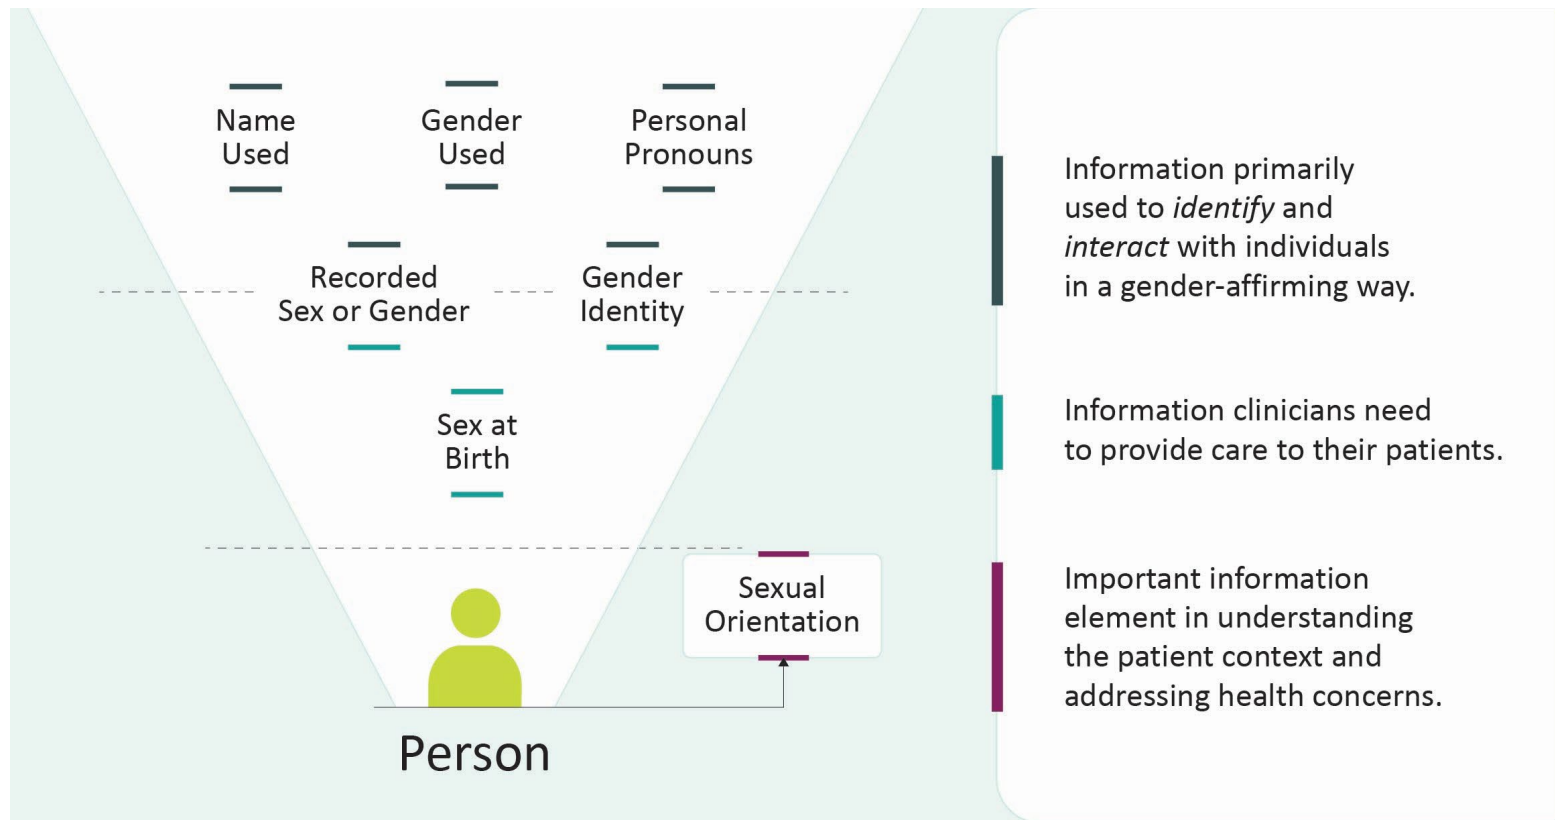 Name
Used
Gender
Used
Personal
Pronouns
Recorded
Sex or Gender
Gender
Identity
Sex at
Birth
Sexual
Orientation
Person
Information primarily
used to identify and
interact with individuals
in a gender-affirming way.
Information clinicians need
to provide care to their patients.
Important information
element in understanding
the patient context and
addressing health concerns.